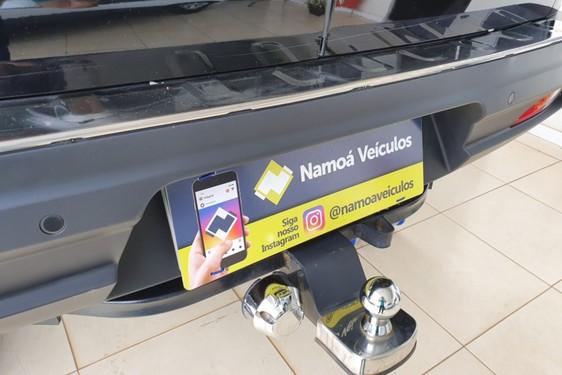 Namoá Veículos
Siga
nosso
Instagram
@namoaveiculos